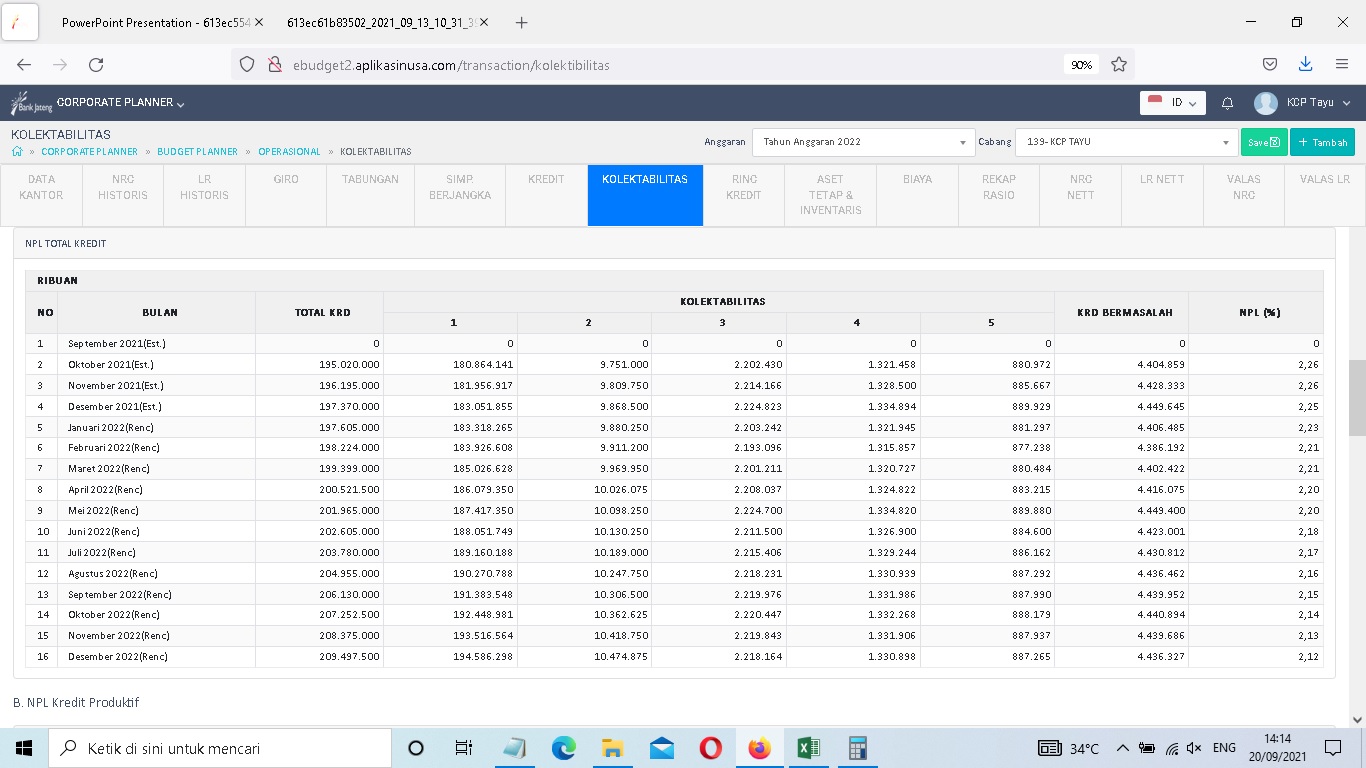 PowerPoint Presentation - 613ec554
613ec61b83502_2021_09_13_10_31_3
ebudget2.aplikasinusa.com/transaction/kolektibilitas
90%
Bank Jateng CORPORATE PLANNER
ID
KCP Tayu
KOLEKTABILITAS
» CORPORATE PLANNER » BUDGET PLANNER » OPERASIONAL » KOLEKTABILITAS
Anggaran Tahun Anggaran 2022 Cabang 139- KCP TAYU Save + Tambah
DATA KANTOR
NRC HISTORIS
LR HISTORIS
GIRO
TABUNGAN
SIMP. BERJANGKA
KREDIT
KOLEKTABILITAS
RINC KREDIT
ASET TETAP & INVENTARIS
BIAYA
REKAP RASIO
NRC NETT
LR NETT
VALAS NRC
VALAS LR
NPL TOTAL KREDIT
RIBUAN
NO BULAN TOTAL KRD KOLEKTABILITAS KRD BERMASALAH NPL (%)
1 2 3 4 5
1 September 2021(Est.) 0 0 0 0 0 0 0 0
2 Oktober 2021(Est.) 195.020.000 180.864.141 9.751.000 2.202.430 1.321.458 880.972 4.404.859 2,26
3 November 2021(Est.) 196.195.000 181.956.917 9.809.750 2.214.166 1.328.500 885.667 4.428.333 2,26
4 Desember 2021(Est.) 197.370.000 183.051.855 9.868.500 2.224.823 1.334.894 889.929 4.449.645 2,25
5 Januari 2022(Renc) 197.605.000 183.318.265 9.880.250 2.203.242 1.321.945 881.297 4.406.485 2,23
6 Februari 2022(Renc) 198.224.000 183.926.608 9.911.200 2.193.096 1.315.857 877.238 4.386.192 2,21
7 Maret 2022(Renc) 199.399.000 185.026.628 9.969.950 2.201.211 1.320.727 880.484 4.402.422 2,21
8 April 2022(Renc) 200.521.500 186.079.350 10.026.075 2.208.037 1.324.822 883.215 4.416.075 2,20
9 Mei 2022(Renc) 201.965.000 187.417.350 10.098.250 2.224.700 1.334.820 889.880 4.449.400 2,20
10 Juni 2022(Renc) 202.605.000 188.051.749 10.130.250 2.211.500 1.326.900 884.600 4.423.001 2,18
11 Juli 2022(Renc) 203.780.000 189.160.188 10.189.000 2.215.406 1.329.244 886.162 4.430.812 2,17
12 Agustus 2022(Renc) 204.955.000 190.270.788 10.247.750 2.218.231 1.330.939 887.292 4.436.462 2,16
13 September 2022(Renc) 206.130.000 191.383.548 10.306.500 2.219.976 1.331.986 887.990 4.439.952 2,15
14 Oktober 2022(Renc) 207.252.500 192.448.981 10.362.625 2.220.447 1.332.268 888.179 4.440.894 2,14
15 November 2022(Renc) 208.375.000 193.516.564 10.418.750 2.219.843 1.331.906 887.937 4.439.686 2,13
16 Desember 2022(Renc) 209.497.500 194.586.298 10.474.875 2.218.164 1.330.898 887.265 4.436.327 2,12
B. NPL Kredit Produktif
Ketik di sini untuk mencari
34°C
ENG
14:14
20/09/2021